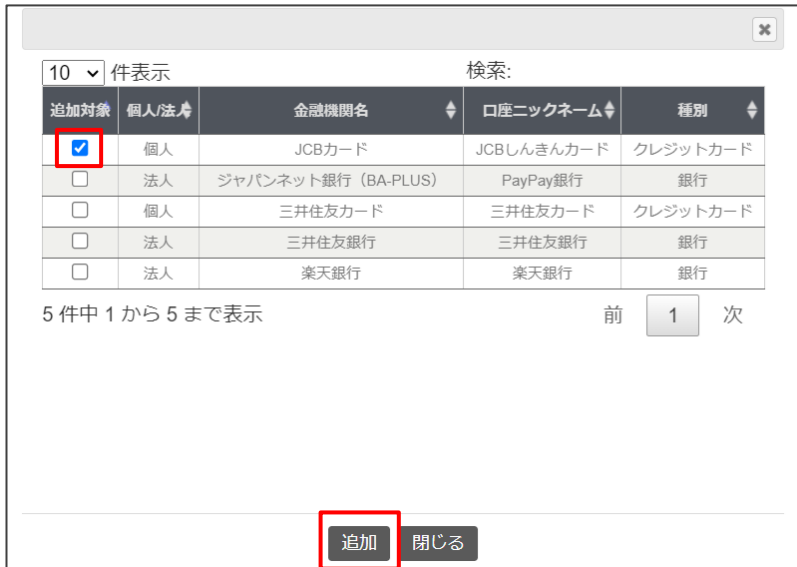 10 件表示 検索:
追加対象 個人/法人 金融機関名 口座ニックネーム 種別
個人 JCBカード JCBしんきんカード クレジットカード
法人 ジャパンネット銀行（BA-PLUS） PayPay銀行 銀行
個人 三井住友カード 三井住友カード クレジットカード
法人 三井住友銀行 三井住友銀行 銀行
法人 楽天銀行 楽天銀行 銀行
5 件中 1 から 5 まで表示 前 1 次
追加 閉じる